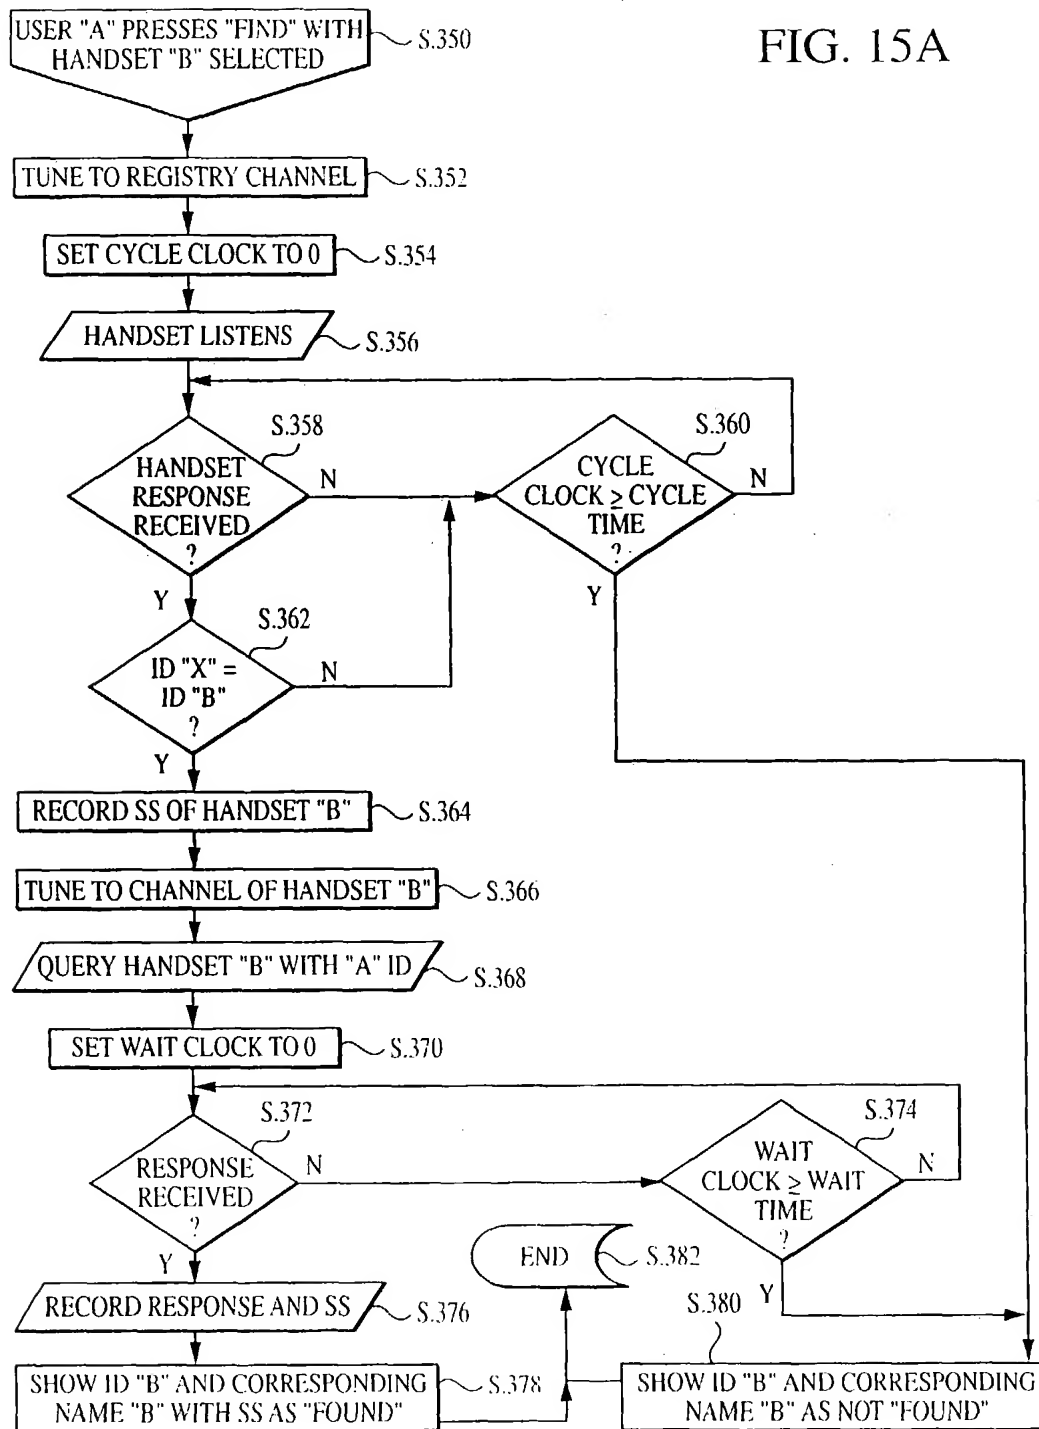 FIG. 15A
USER "A" PRESSES "FIND" WITH
HANDSET "B" SELECTED
S.350
TUNE TO REGISTRY CHANNEL
S.352
SET CYCLE CLOCK TO 0
S.354
HANDSET LISTENS
S.356
S.358
HANDSET
RESPONSE
RECEIVED
?
N
Y
S.360
CYCLE
CLOCK ≥ CYCLE
TIME
?
N
Y
S.362
ID "X" =
ID "B"
?
N
Y
RECORD SS OF HANDSET "B"
S.364
TUNE TO CHANNEL OF HANDSET "B"
S.366
QUERY HANDSET "B" WITH "A" ID
S.368
SET WAIT CLOCK TO 0
S.370
S.372
RESPONSE
RECEIVED
?
N
Y
S.374
WAIT
CLOCK ≥ WAIT
TIME
?
N
Y
END
S.382
RECORD RESPONSE AND SS
S.376
S.380
SHOW ID "B" AND CORRESPONDING
NAME "B" WITH SS AS "FOUND"
S.378
SHOW ID "B" AND CORRESPONDING
NAME "B" AS NOT "FOUND"